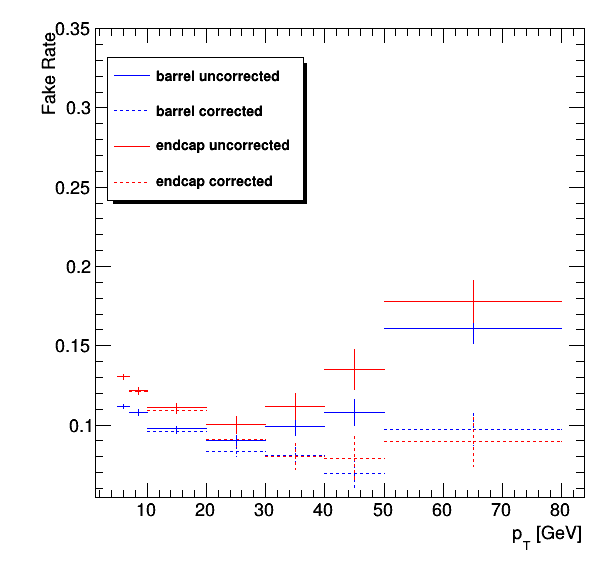 0.35
Fake Rate
barrel uncorrected
0.3
barrel corrected
endcap uncorrected
0.25
endcap corrected
0.2
0.15
0.1
10 20 30 40 50 60 70 80
p_T [GeV]